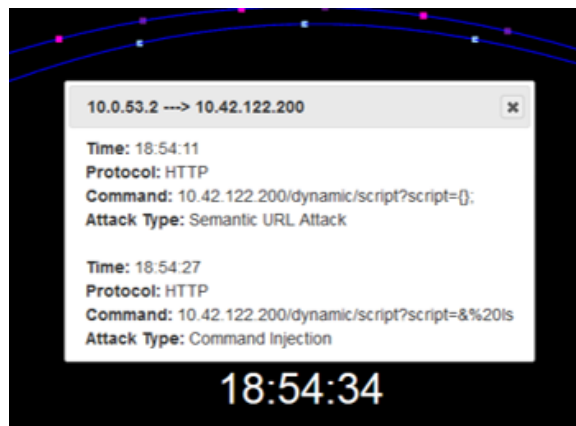 10.0.53.2 ---> 10.42.122.200
Time: 18:54:11
Protocol: HTTP
Command: 10.42.122.200/dynamic/script?script={};
Attack Type: Semantic URL Attack
Time: 18:54:27
Protocol: HTTP
Command: 10.42.122.200/dynamic/script?script=&%20ls
Attack Type: Command Injection
18:54:34